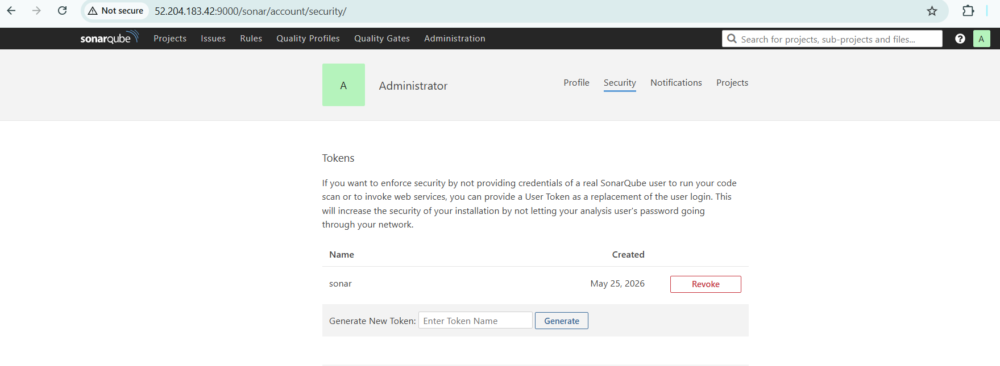 Not secure 52.204.183.42:9000/sonar/account/security/
sonarqube Projects Issues Rules Quality Profiles Quality Gates Administration Search for projects, sub-projects and files... ? A
A Administrator Profile Security Notifications Projects
Tokens
If you want to enforce security by not providing credentials of a real SonarQube user to run your code
scan or to invoke web services, you can provide a User Token as a replacement of the user login. This
will increase the security of your installation by not letting your analysis user's password going
through your network.
Name Created
sonar May 25, 2026 Revoke
Generate New Token: Enter Token Name Generate